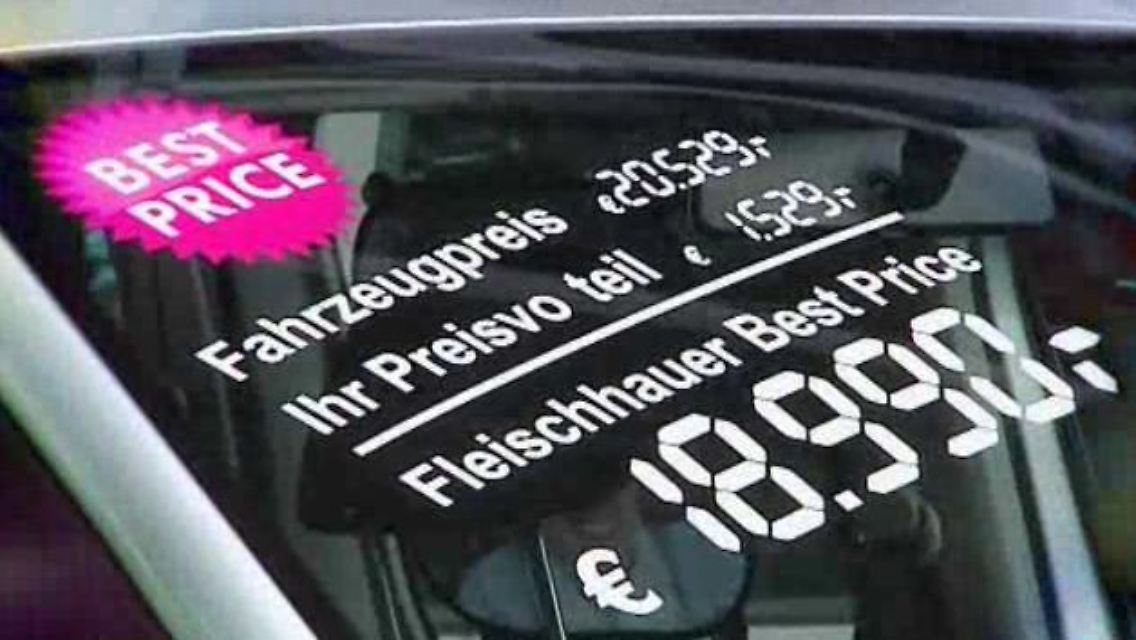 BEST
PRICE
Fahrzeugpreis €20.529,-
Ihr Preisvo teil € 1.529,-
Fleischhauer Best Price
€ 18.990,-